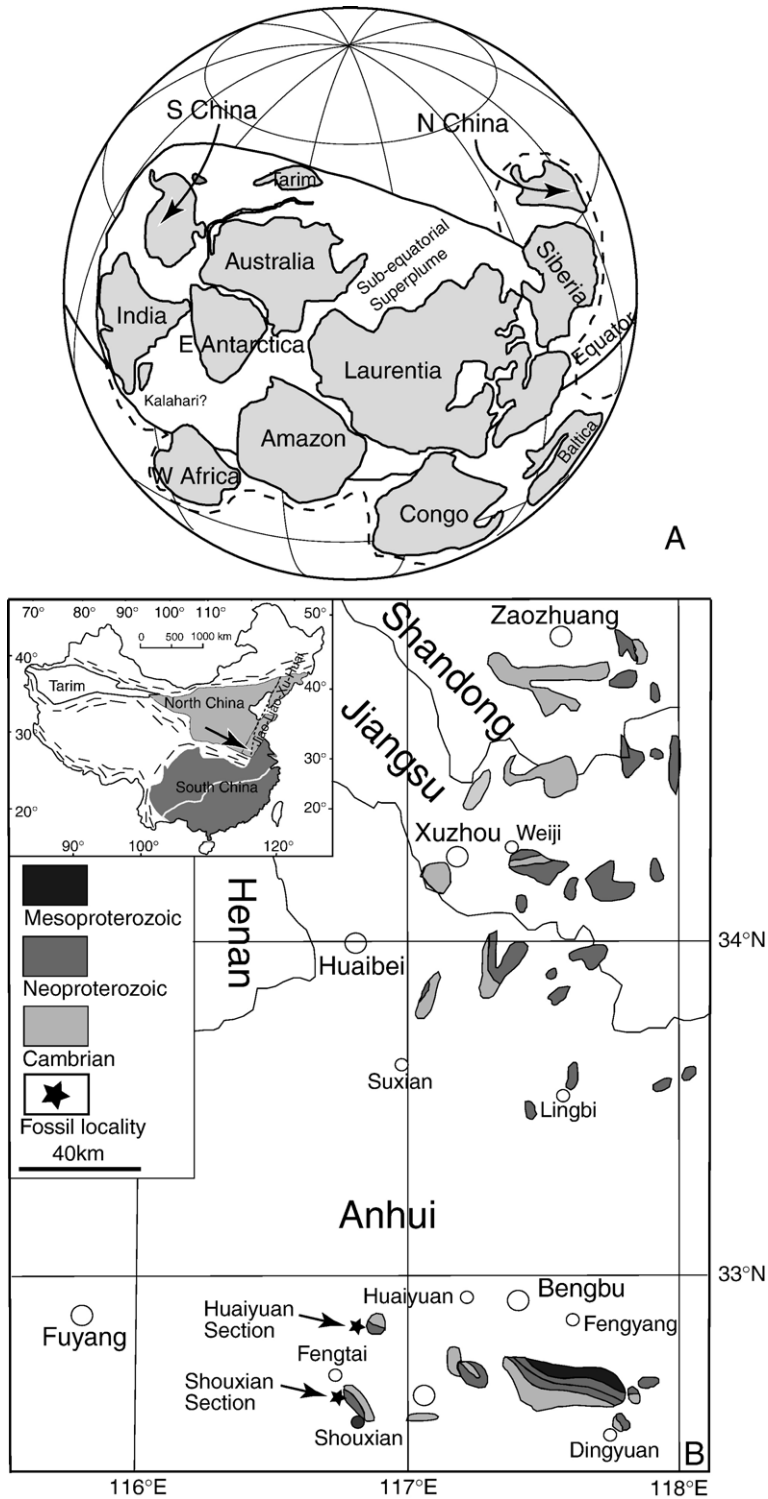 S China
N China
Tarim
Australia
Sub-equatorial
Superplume
Siberia
India
E Antarctica
Equator
Laurentia
Kalahari?
Amazon
Baltica
W Africa
Congo
A
70° 80° 90° 100° 110° 50°
0 500 1000 km
40°
Tarim
North China
40°
30°
30°
South China
20°
20°
90° 100° 120°
Mesoproterozoic
Neoproterozoic
Cambrian
Fossil locality
40km
Shandong
Zaozhuang
Jiangsu
Xuzhou
Weiji
Henan
34°N
Huaibei
Suxian
Lingbi
Anhui
33°N
Huaiyuan
Bengbu
Huaiyuan
Section
Fuyang
Fengyang
Fengtai
Shouxian
Section
Shouxian
Dingyuan
B
116°E 117°E 118°E